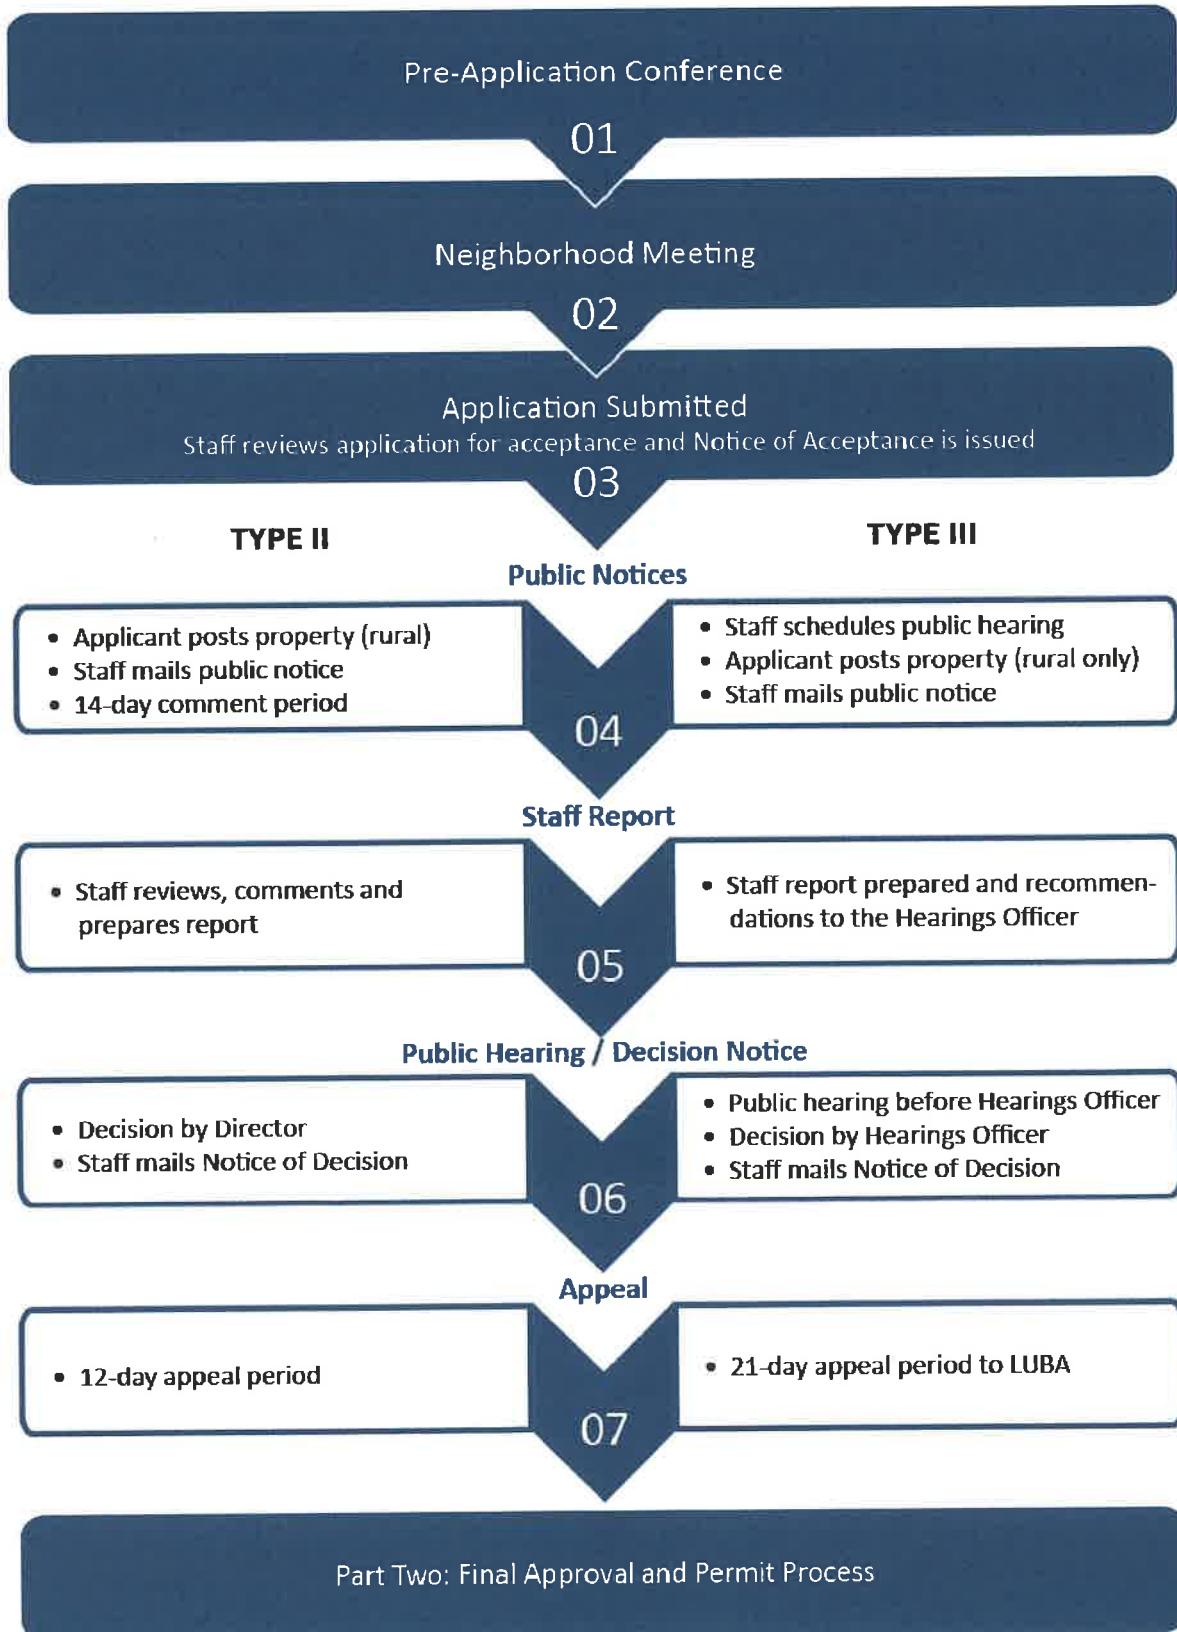 Pre-Application Conference
01
Neighborhood Meeting
02
Application Submitted
Staff reviews application for acceptance and Notice of Acceptance is issued
03
TYPE II
TYPE III
Public Notices
• Applicant posts property (rural)
• Staff mails public notice
• 14-day comment period
• Staff schedules public hearing
• Applicant posts property (rural only)
• Staff mails public notice
04
Staff Report
• Staff reviews, comments and
prepares report
• Staff report prepared and recommen-
dations to the Hearings Officer
05
Public Hearing / Decision Notice
• Decision by Director
• Staff mails Notice of Decision
• Public hearing before Hearings Officer
• Decision by Hearings Officer
• Staff mails Notice of Decision
06
Appeal
• 12-day appeal period
• 21-day appeal period to LUBA
07
Part Two: Final Approval and Permit Process